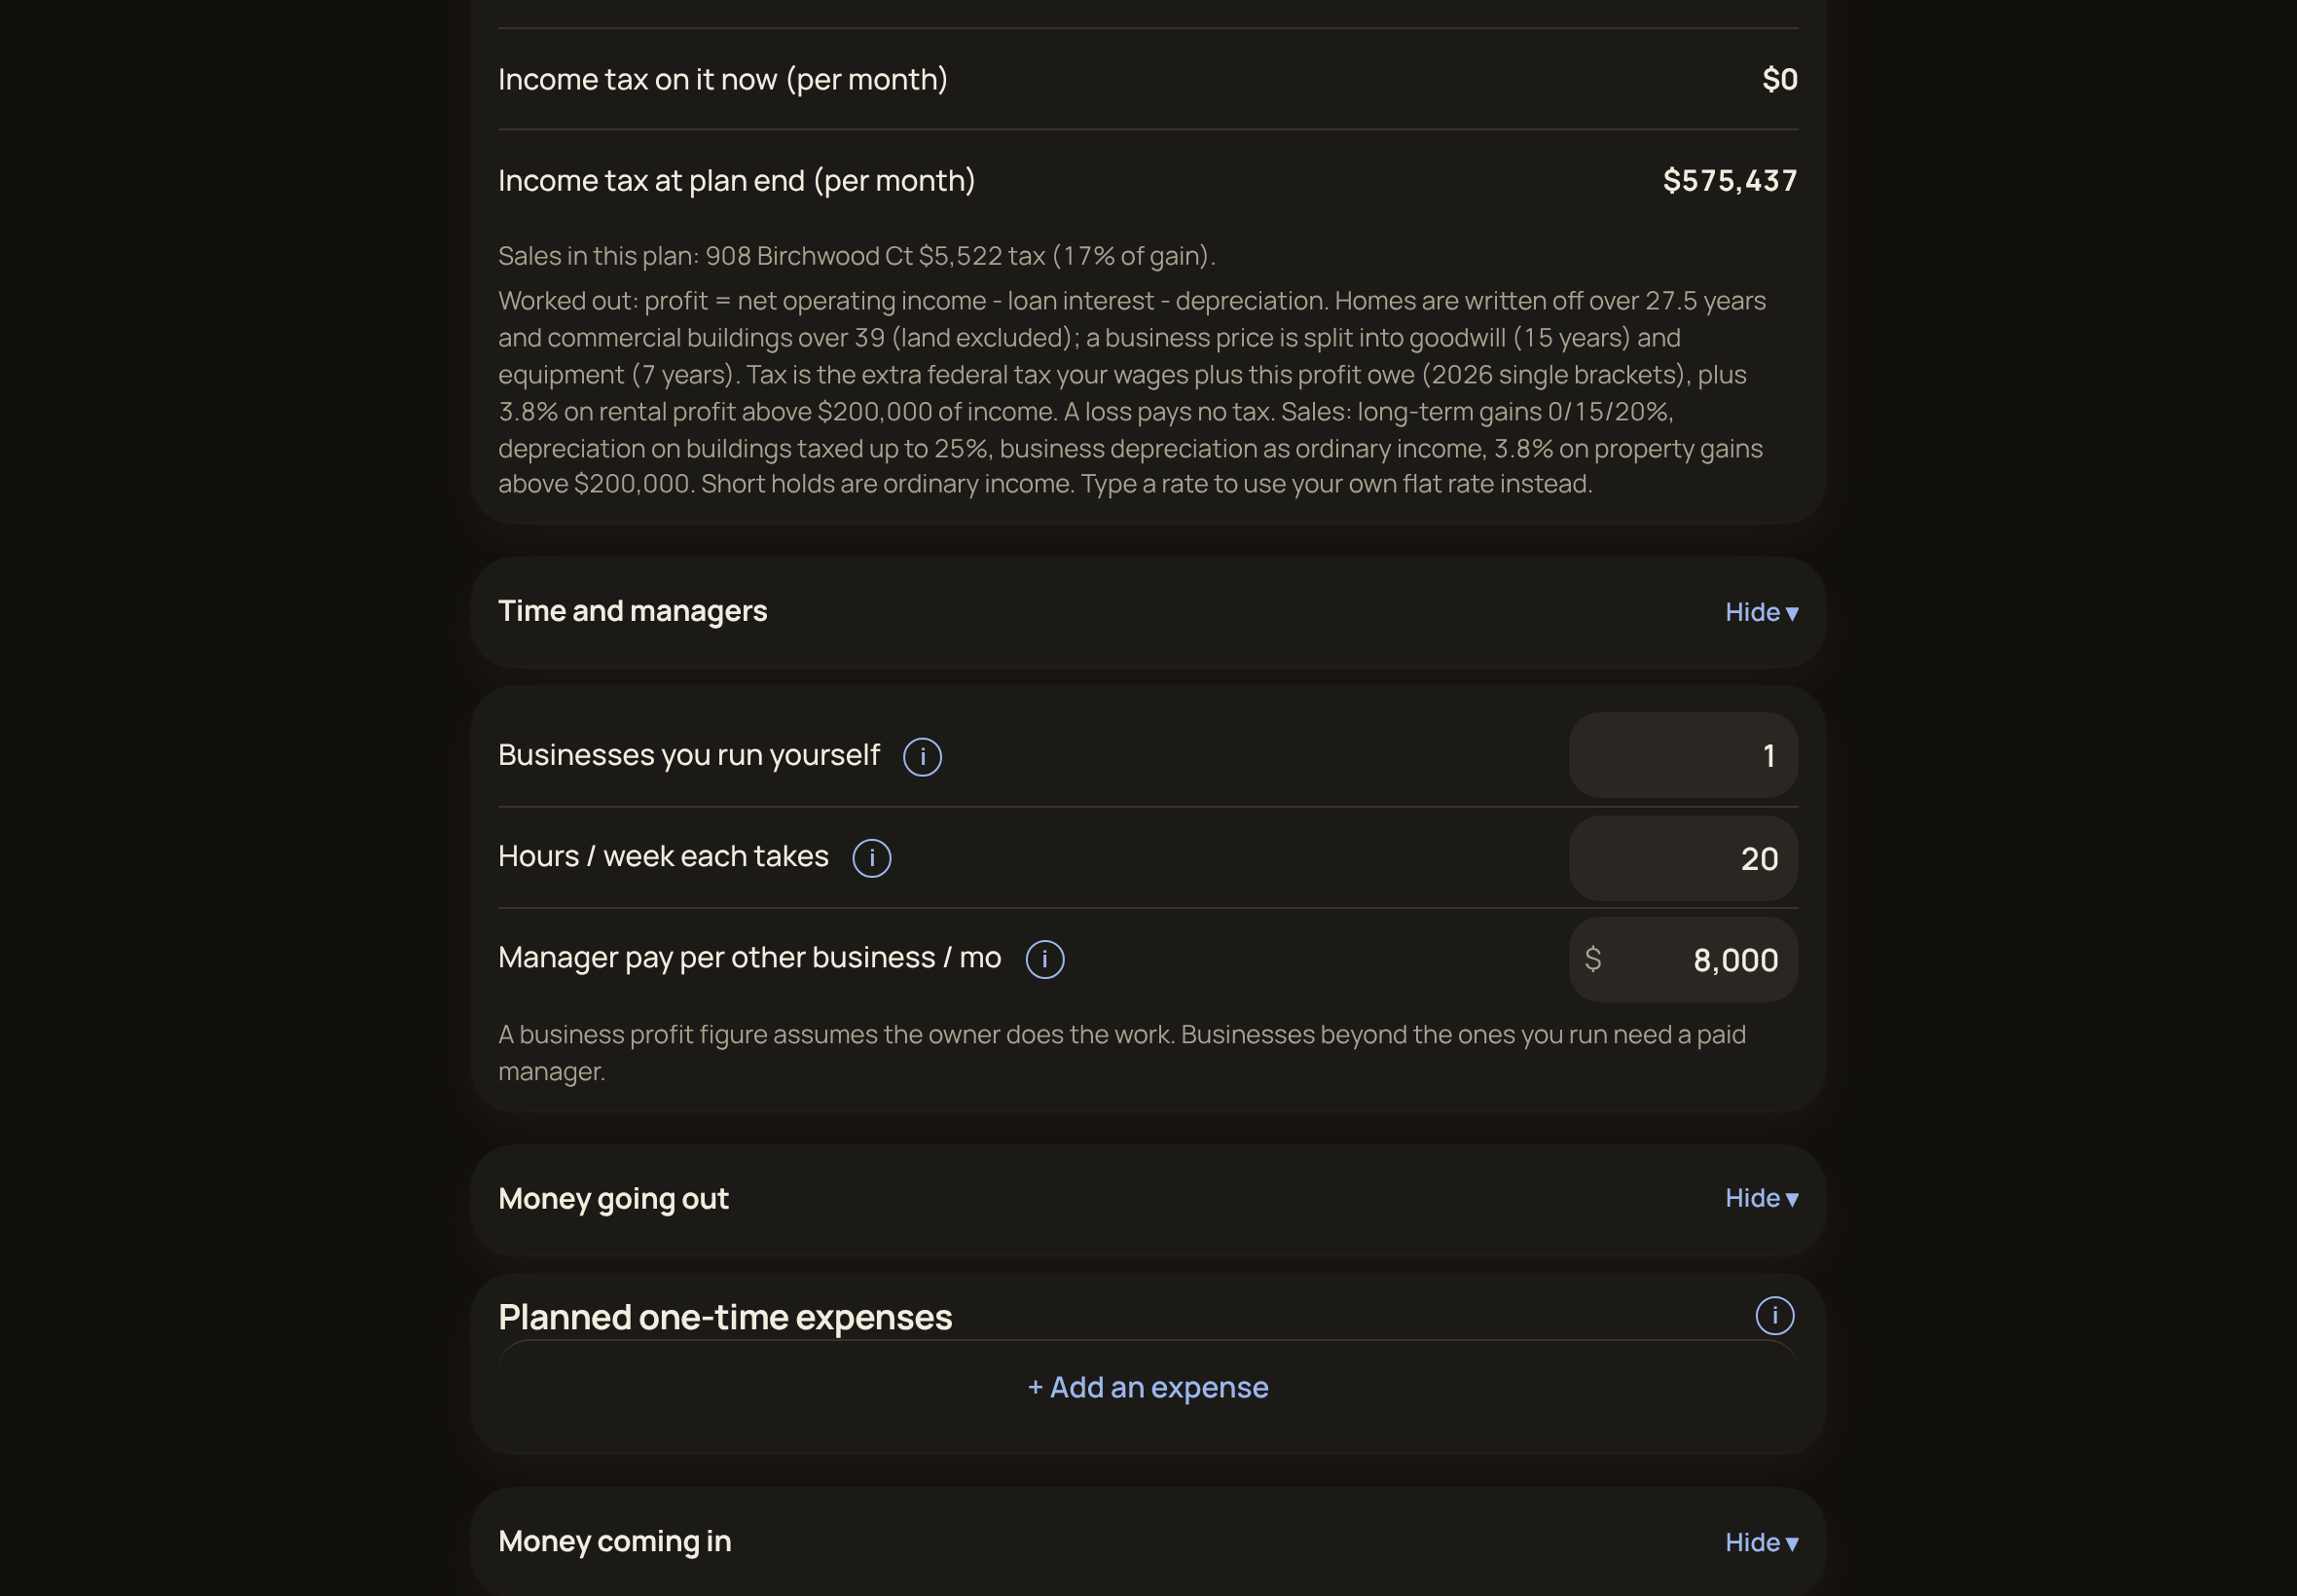 Income tax on it now (per month) $0
Income tax at plan end (per month) $575,437
Sales in this plan: 908 Birchwood Ct $5,522 tax (17% of gain).
Worked out: profit = net operating income - loan interest - depreciation. Homes are written off over 27.5 years
and commercial buildings over 39 (land excluded); a business price is split into goodwill (15 years) and
equipment (7 years). Tax is the extra federal tax your wages plus this profit owe (2026 single brackets), plus
3.8% on rental profit above $200,000 of income. A loss pays no tax. Sales: long-term gains 0/15/20%,
depreciation on buildings taxed up to 25%, business depreciation as ordinary income, 3.8% on property gains
above $200,000. Short holds are ordinary income. Type a rate to use your own flat rate instead.
Time and managers Hide ▾
Businesses you run yourself i 1
Hours / week each takes i 20
Manager pay per other business / mo i $ 8,000
A business profit figure assumes the owner does the work. Businesses beyond the ones you run need a paid
manager.
Money going out Hide ▾
Planned one-time expenses i
+ Add an expense
Money coming in Hide ▾